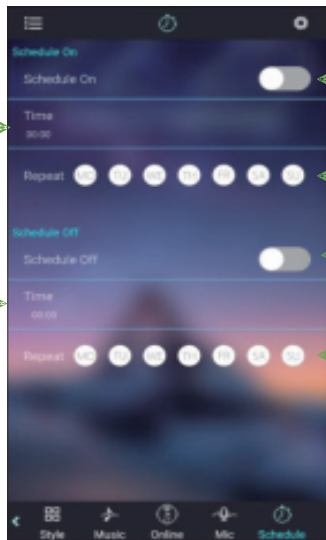 Schedule On
Schedule On
Time
00:00
Repeat MO TU WE TH FR SA SU
Schedule Off
Schedule Off
Time
00:00
Repeat MO TU WE TH FR SA SU
Style Music Online Mic Schedule